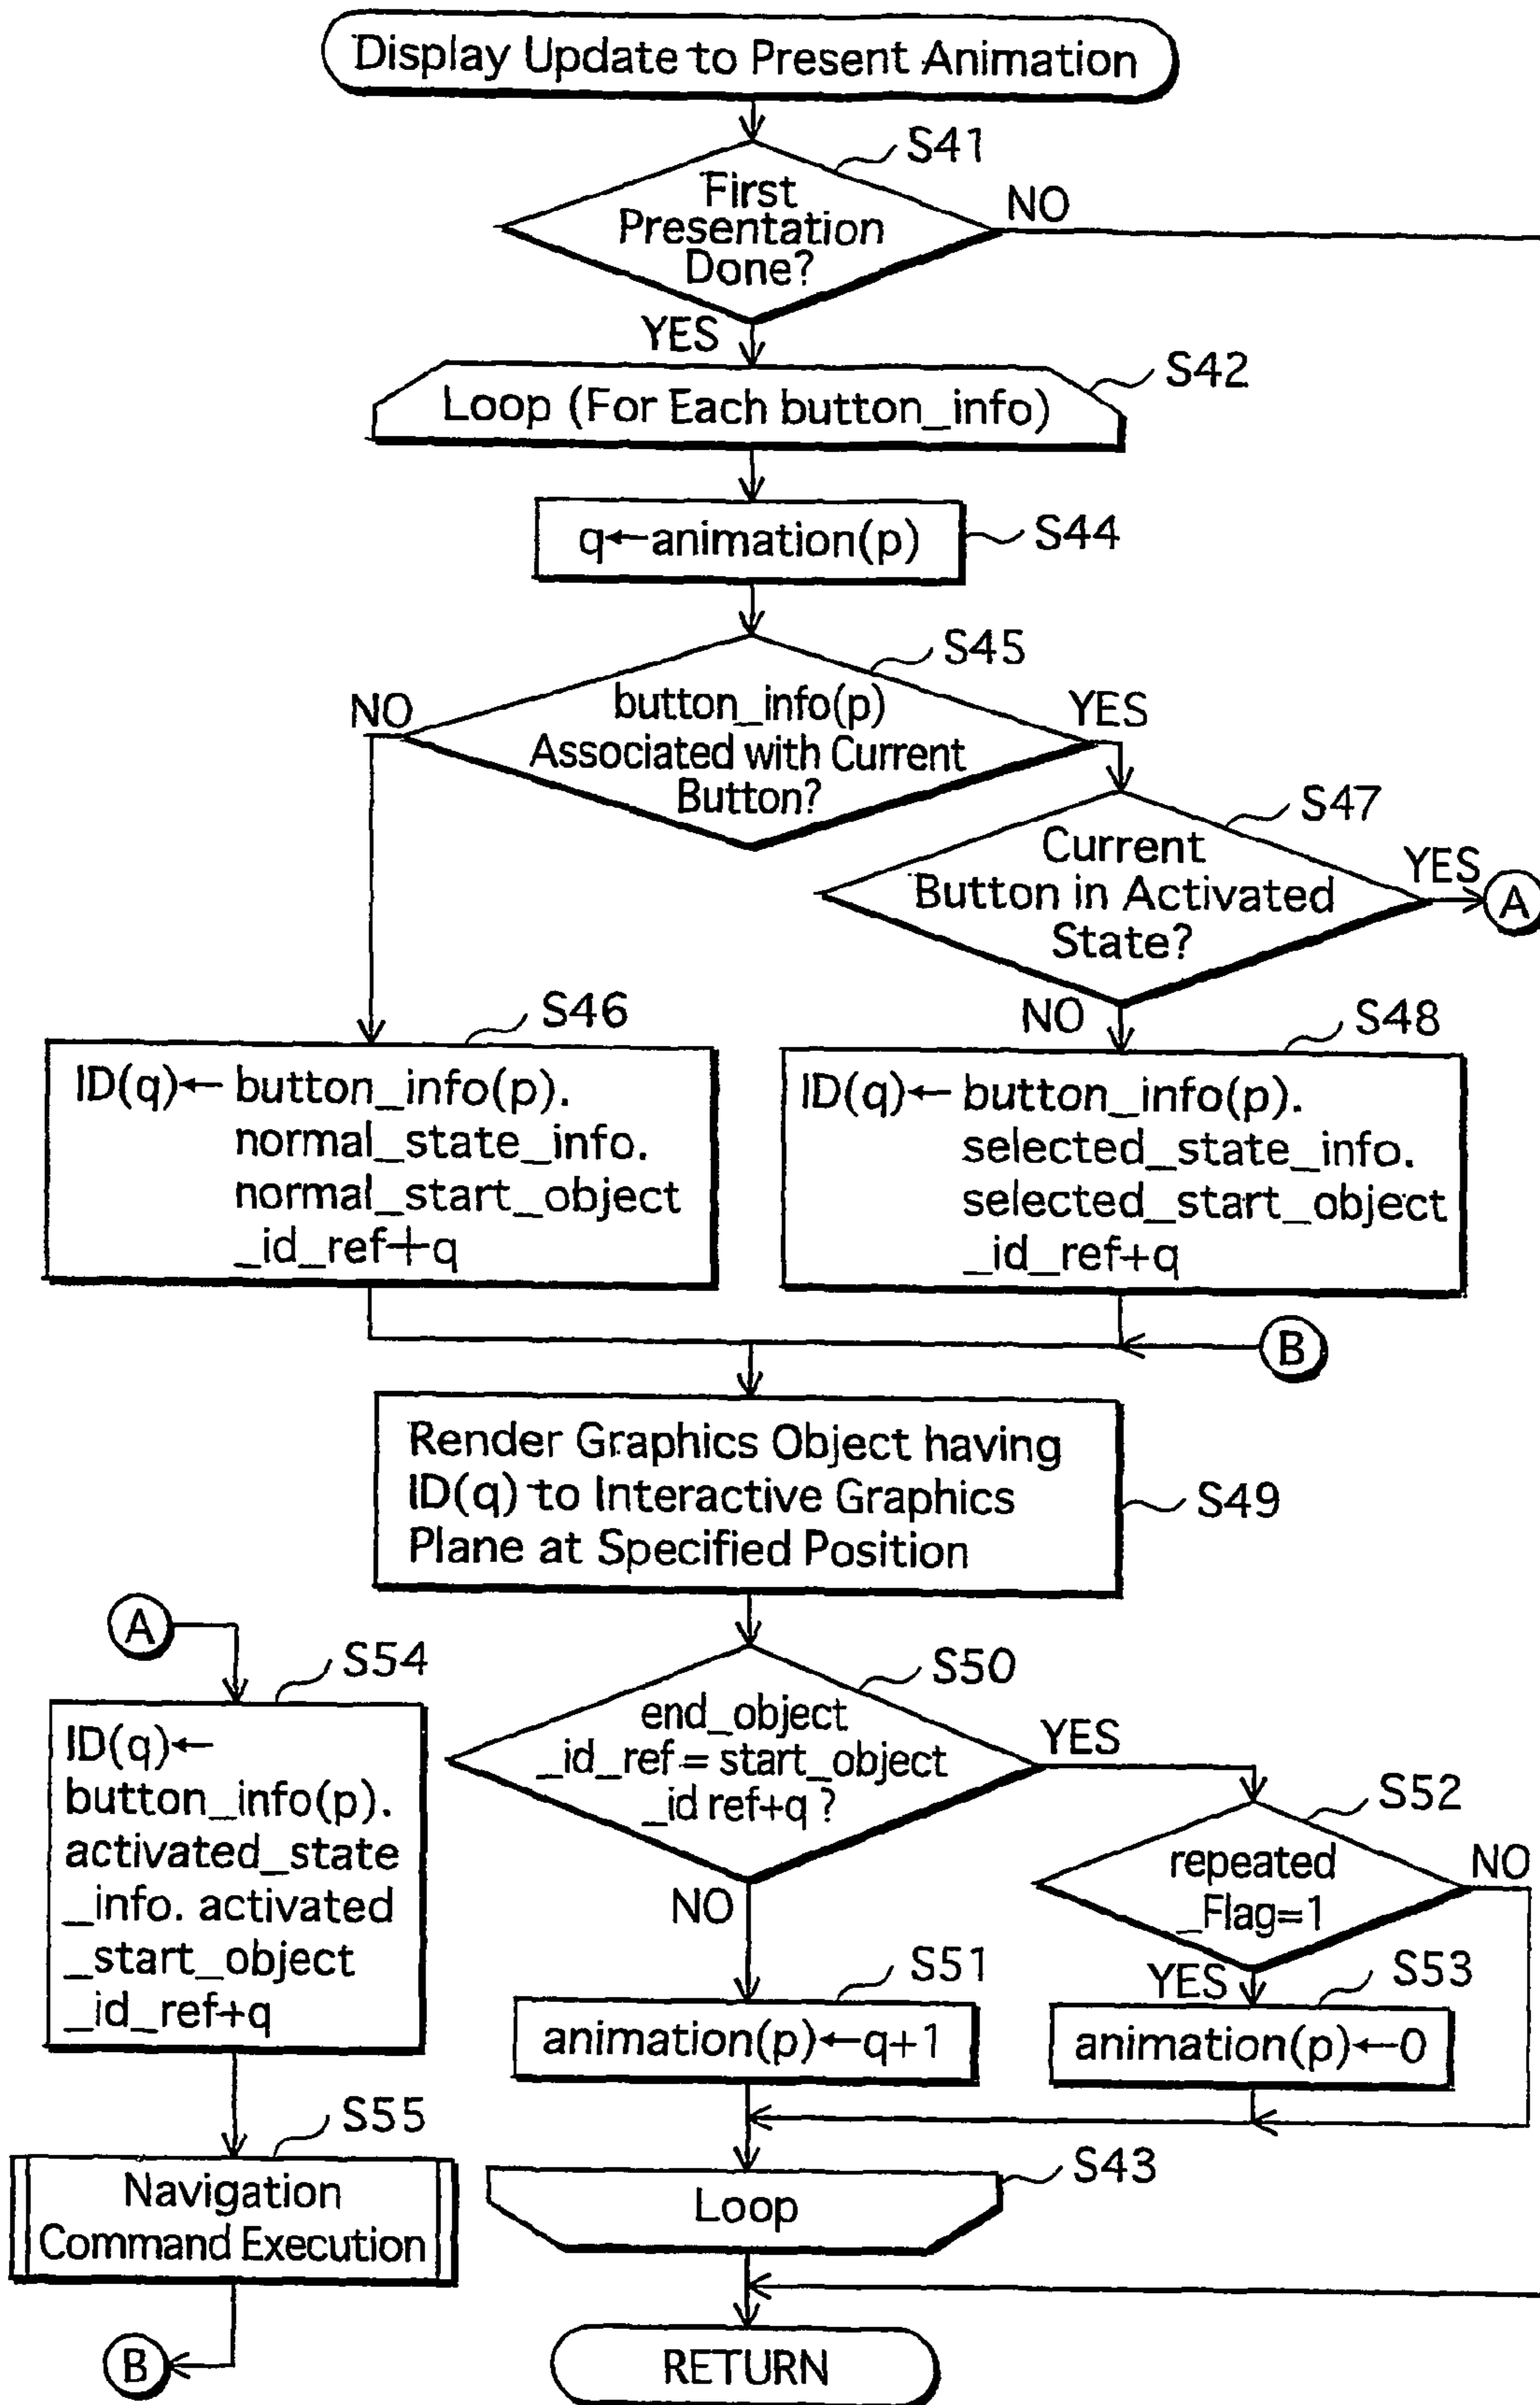 Display Update to Present Animation
S41
First
Presentation
Done?
NO
YES
S42
Loop (For Each button_info)
q←animation(p)
S44
S45
button_info(p)
Associated with Current
Button?
NO
YES
S47
Current
Button in Activated
State?
YES
A
NO
S46
ID(q)← button_info(p).
normal_state_info.
normal_start_object
_id_ref+q
S48
ID(q)← button_info(p).
selected_state_info.
selected_start_object
_id_ref+q
B
Render Graphics Object having
ID(q) to Interactive Graphics
Plane at Specified Position
S49
A
S54
ID(q)←
button_info(p).
activated_state
_info. activated
_start_object
_id_ref+q
S50
end_object
_id_ref = start_object
_id ref+q ?
YES
NO
S52
repeated
_Flag=1
NO
YES
S51
animation(p)←q+1
S53
animation(p)←0
S55
Navigation
Command Execution
S43
Loop
B
RETURN